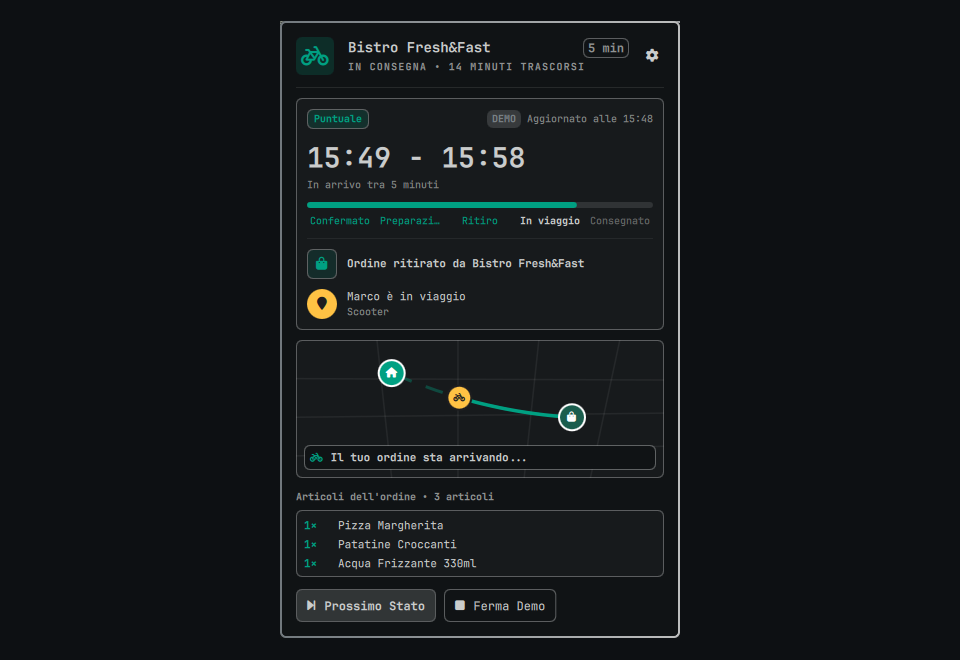 Bistro Fresh&Fast
5 min
IN CONSEGNA • 14 MINUTI TRASCORSI
Puntuale
DEMO Aggiornato alle 15:48
15:49 - 15:58
In arrivo tra 5 minuti
Confermato Preparazi… Ritiro In viaggio Consegnato
Ordine ritirato da Bistro Fresh&Fast
Marco è in viaggio
Scooter
Il tuo ordine sta arrivando...
Articoli dell'ordine • 3 articoli
1× Pizza Margherita
1× Patatine Croccanti
1× Acqua Frizzante 330ml
Prossimo Stato Ferma Demo